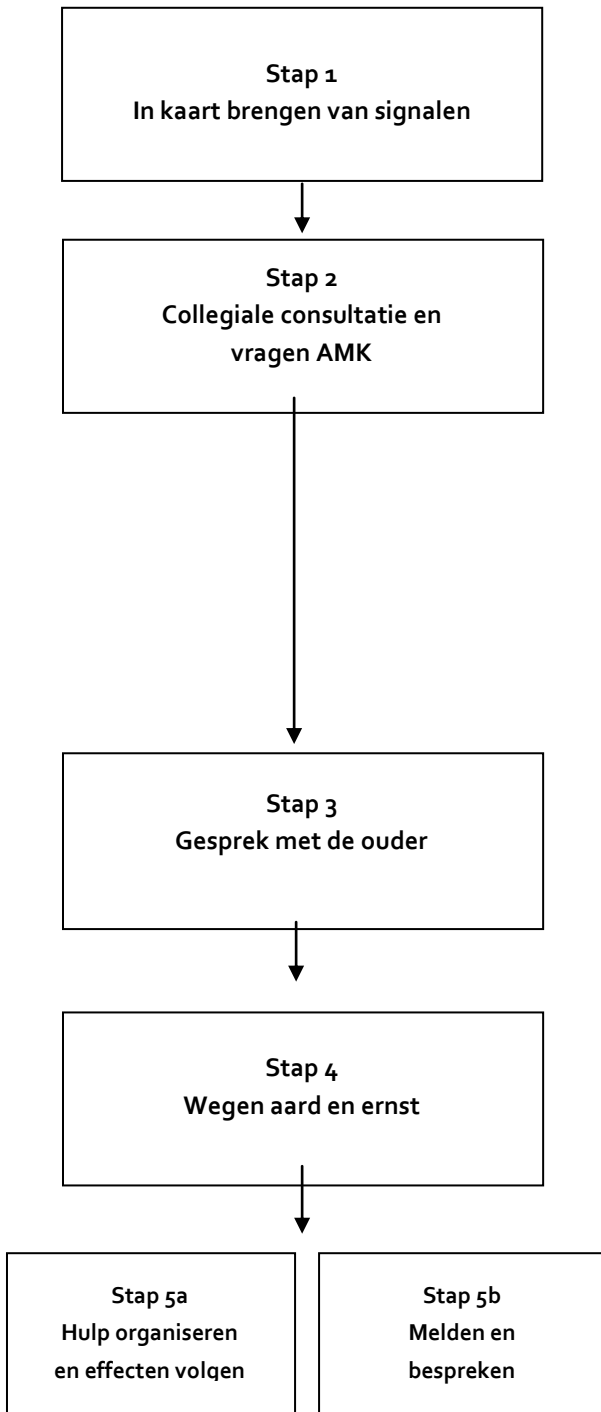 Stap 1
In kaart brengen van signalen
Stap 2
Collegiale consultatie en
vragen AMK
Stap 3
Gesprek met de ouder
Stap 4
Wegen aard en ernst
Stap 5a
Hulp organiseren
en effecten volgen
Stap 5b
Melden en
bespreken